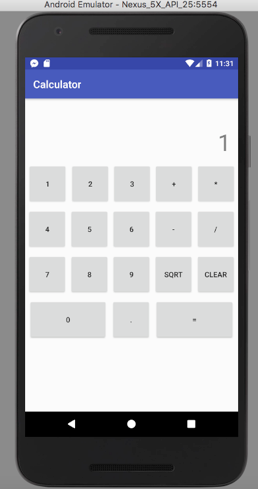 Android Emulator - Nexus_5X_API_25:5554
11:31
Calculator
1
1 2 3 + *
4 5 6 - /
7 8 9 SQRT CLEAR
0 . =